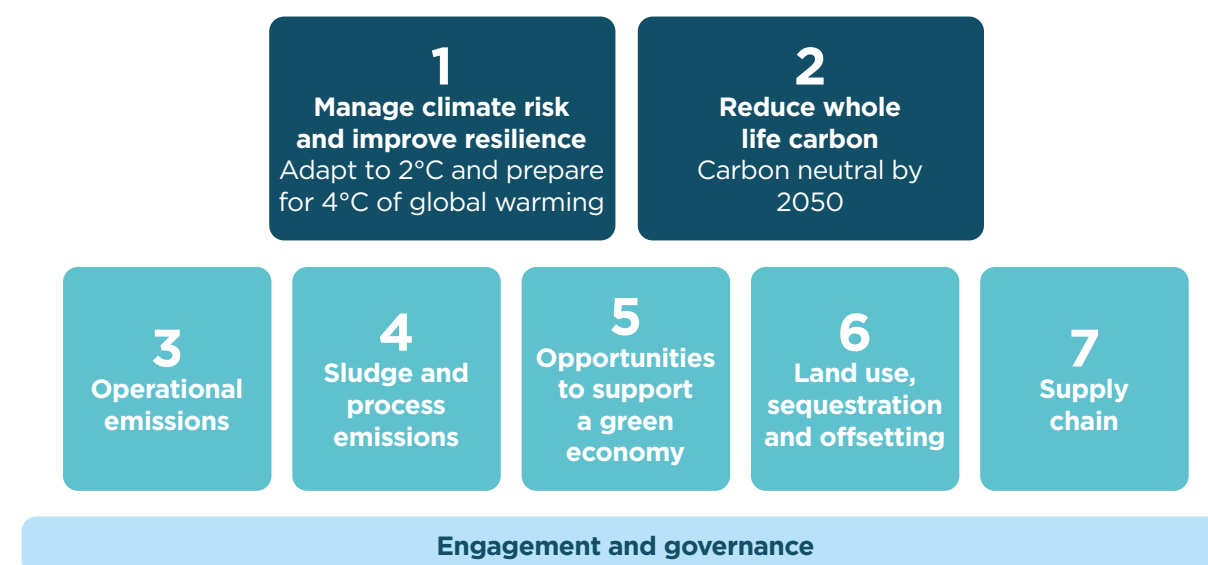 1
Manage climate risk
and improve resilience
Adapt to 2°C and prepare
for 4°C of global warming
2
Reduce whole
life carbon
Carbon neutral by
2050
3
Operational
emissions
4
Sludge and
process
emissions
5
Opportunities
to support
a green
economy
6
Land use,
sequestration
and offsetting
7
Supply
chain
Engagement and governance